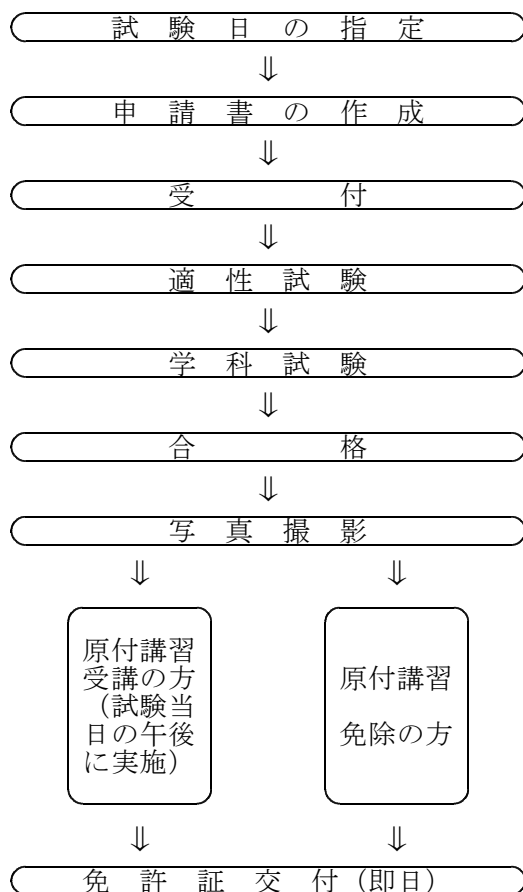 試験日の指定
⇓
申請書の作成
⇓
受付
⇓
適性試験
⇓
学科試験
⇓
合格
⇓
写真撮影
⇓ ⇓
原付講習
受講の方
（試験当
日の午後
に実施）
原付講習
免除の方
⇓ ⇓
免許証交付（即日）